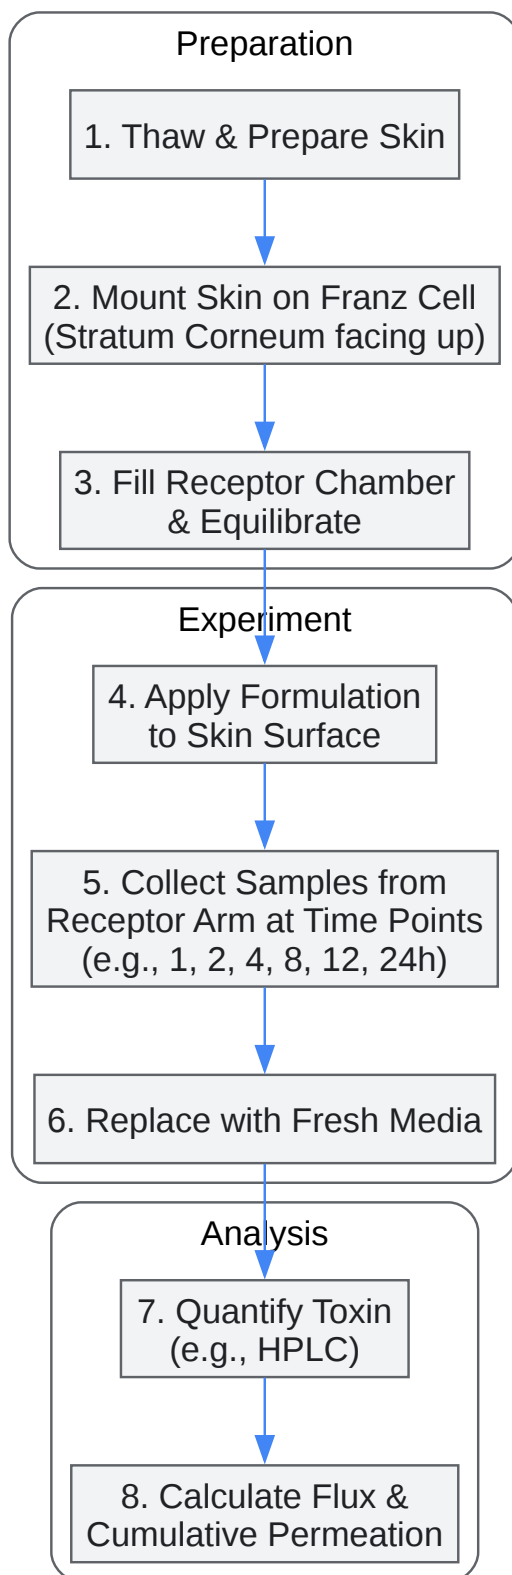 Preparation
1. Thaw & Prepare Skin
2. Mount Skin on Franz Cell
(Stratum Corneum facing up)
3. Fill Receptor Chamber
& Equilibrate
Experiment
4. Apply Formulation
to Skin Surface
5. Collect Samples from
Receptor Arm at Time Points
(e.g., 1, 2, 4, 8, 12, 24h)
6. Replace with Fresh Media
Analysis
7. Quantify Toxin
(e.g., HPLC)
8. Calculate Flux &
Cumulative Permeation